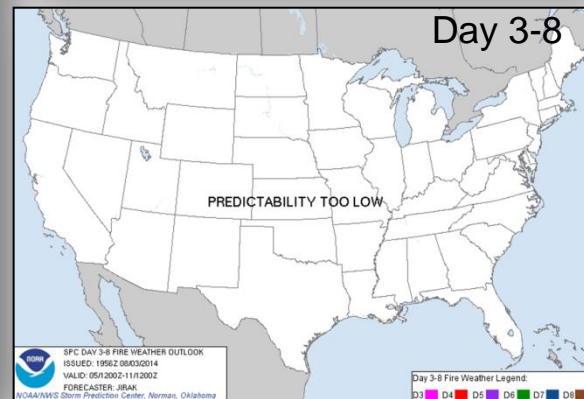 Day 3-8
PREDICTABILITY TOO LOW
NOAA
SPC DAY 3-8 FIRE WEATHER OUTLOOK
ISSUED: 1956Z 08/03/2014
VALID: 05/1200Z-11/1200Z
FORECASTER: JIRAK
NOAA/NWS Storm Prediction Center, Norman, Oklahoma
Day 3-8 Fire Weather Legend:
D3 D4 D5 D6 D7 D8